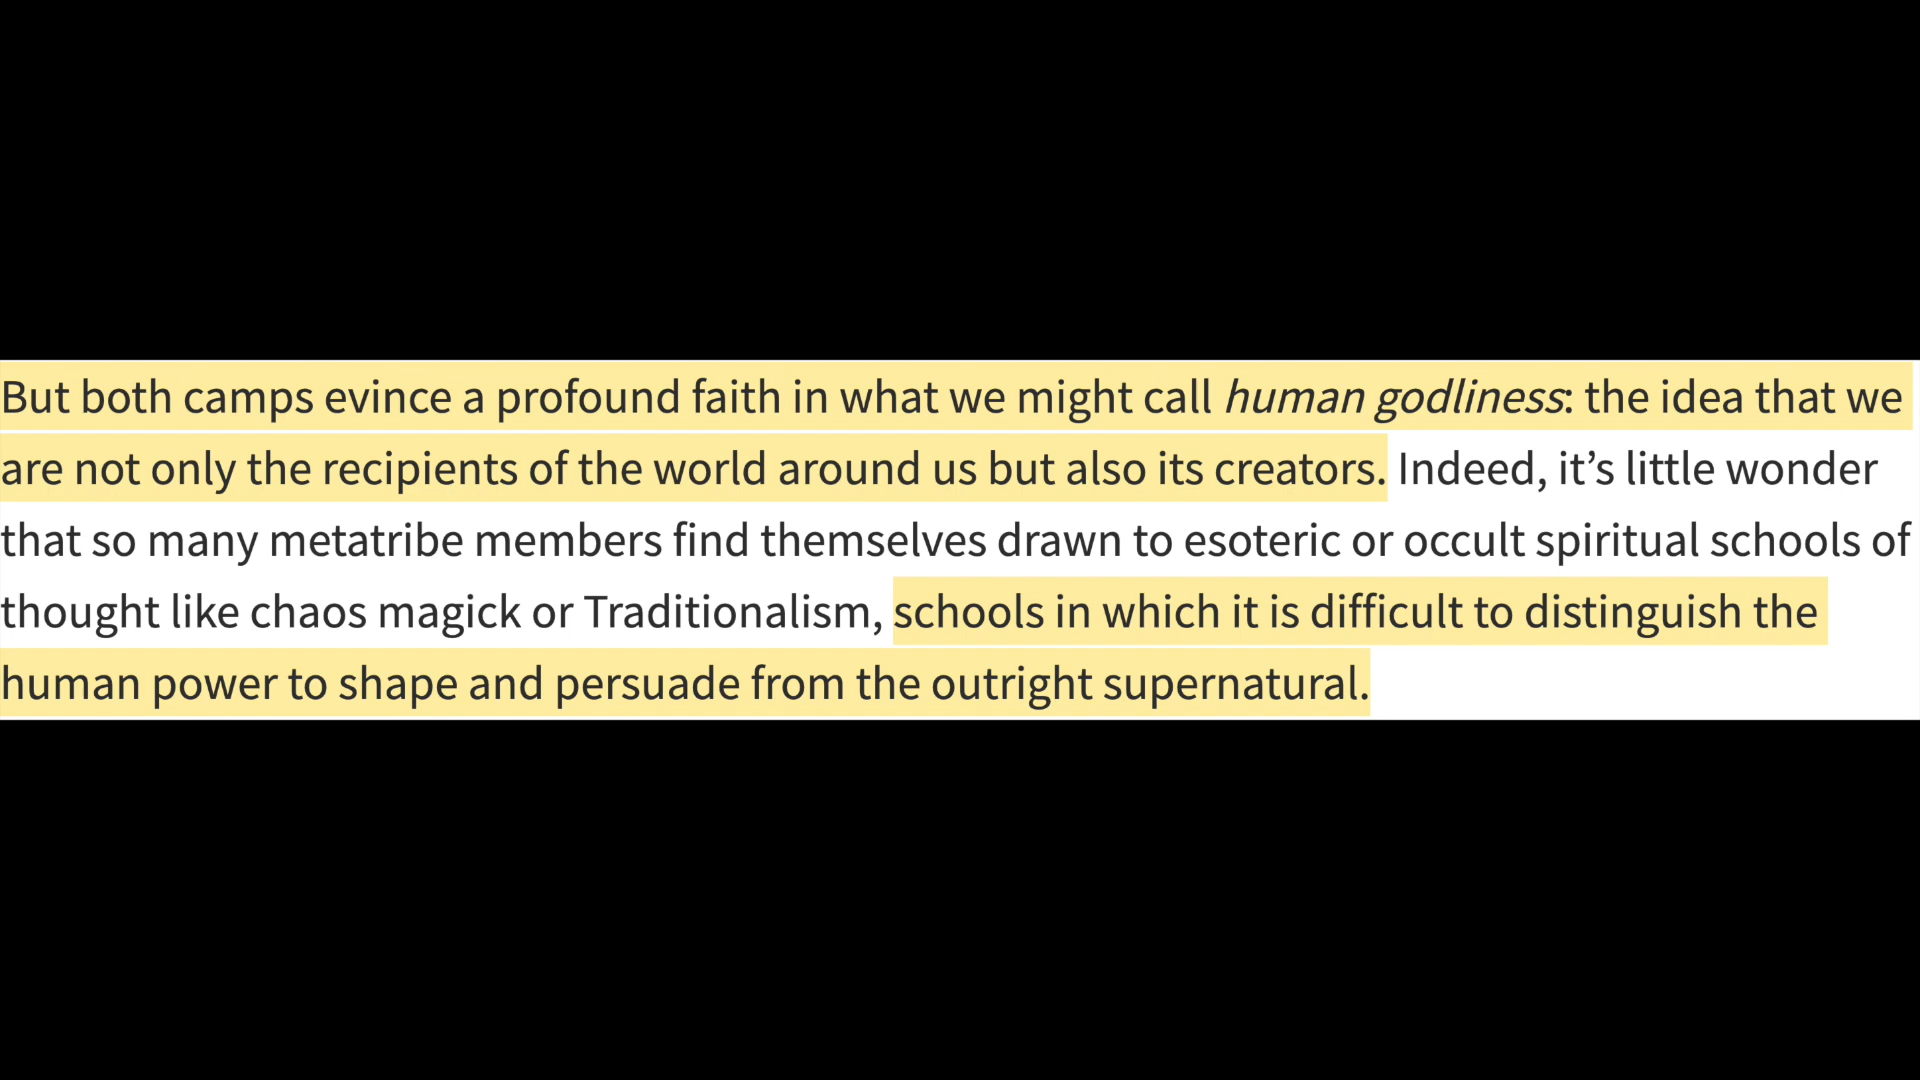 But both camps evince a profound faith in what we might call human godliness: the idea that we
are not only the recipients of the world around us but also its creators. Indeed, it’s little wonder
that so many metatribe members find themselves drawn to esoteric or occult spiritual schools of
thought like chaos magick or Traditionalism, schools in which it is difficult to distinguish the
human power to shape and persuade from the outright supernatural.